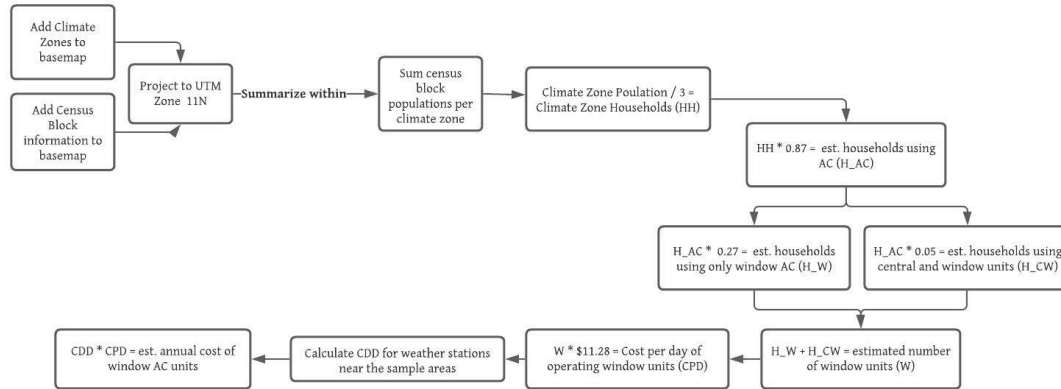 Add Climate
Zones to
basemap
Add Census
Block
information to
basemap
Project to UTM
Zone 11N
Summarize within
Sum census
block
populations per
climate zone
Climate Zone Poulation / 3 =
Climate Zone Households (HH)
HH * 0.87 = est. households using
AC (H_AC)
H_AC * 0.27 = est. households
using only window AC (H_W)
H_AC * 0.05 = est. households using
central and window units (H_CW)
H_W + H_CW = estimated number
of window units (W)
W * $11.28 = Cost per day of
operating window units (CPD)
Calculate CDD for weather stations
near the sample areas
CDD * CPD = est. annual cost of
window AC units